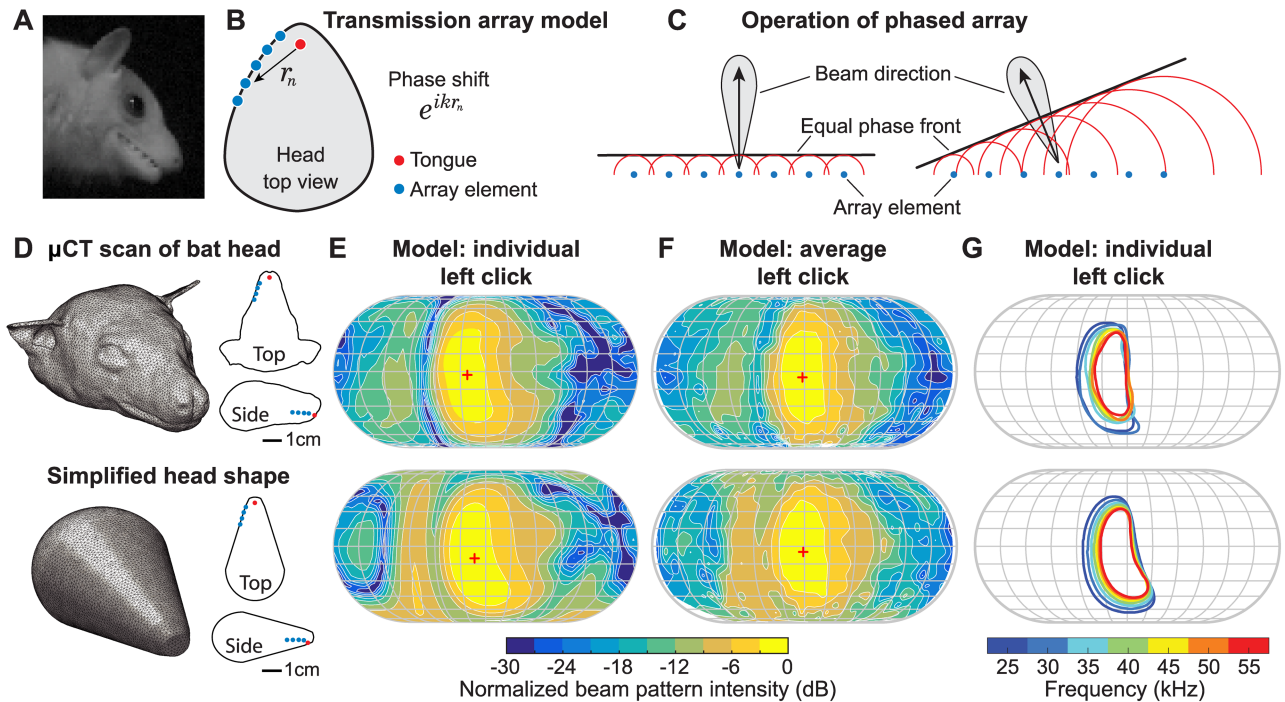 A
B
Transmission array model
C
Operation of phased array
rₙ
Phase shift
e^{ikrₙ}
Head
top view
Tongue
Array element
Beam direction
Equal phase front
Array element
D
µCT scan of bat head
Top
Side
1cm
Simplified head shape
Top
Side
1cm
E
Model: individual
left click
F
Model: average
left click
G
Model: individual
left click
-30 -24 -18 -12 -6 0
Normalized beam pattern intensity (dB)
25 30 35 40 45 50 55
Frequency (kHz)